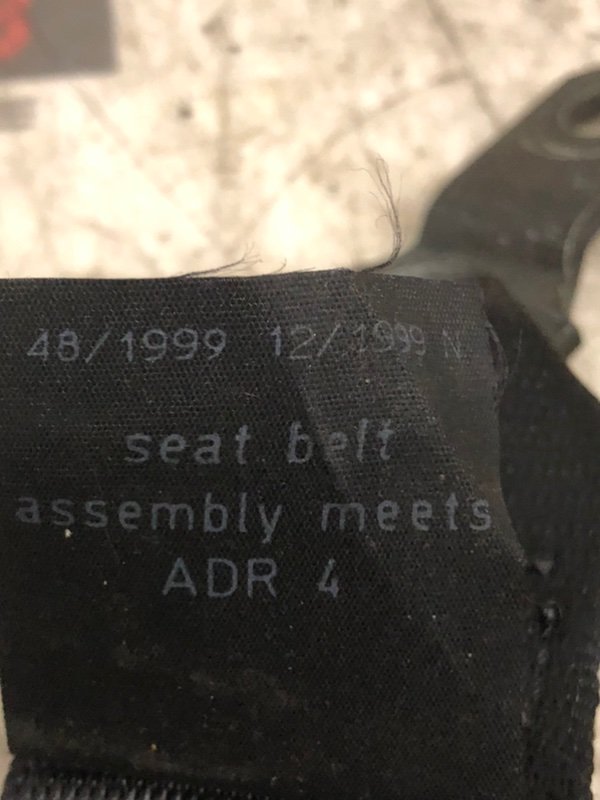 48/1999 12/1999 N
seat belt
assembly meets
ADR 4